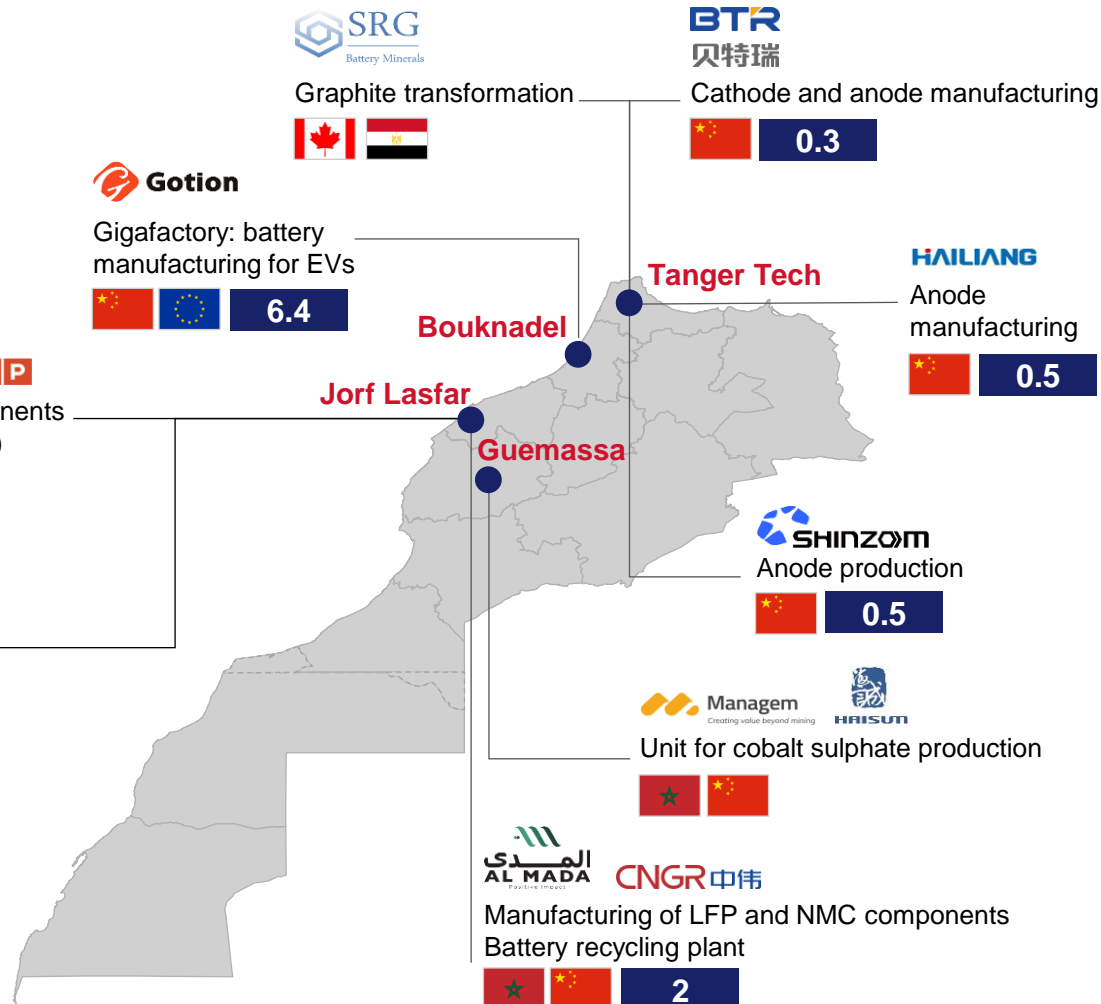 SRG
Battery Minerals
Graphite transformation
BTR
贝特瑞
Cathode and anode manufacturing
0.3
Gotion
Gigafactory: battery
manufacturing for EVs
6.4
Tanger Tech
HAILIANG
Anode
manufacturing
0.5
Bouknadel
P
nents
)
Jorf Lasfar
Guemassa
SHINZOOM
Anode production
0.5
Managem
Creating value beyond mining
HAISUN
Unit for cobalt sulphate production
المدى
AL MADA
Positive Impact
CNGR中伟
Manufacturing of LFP and NMC components
Battery recycling plant
2